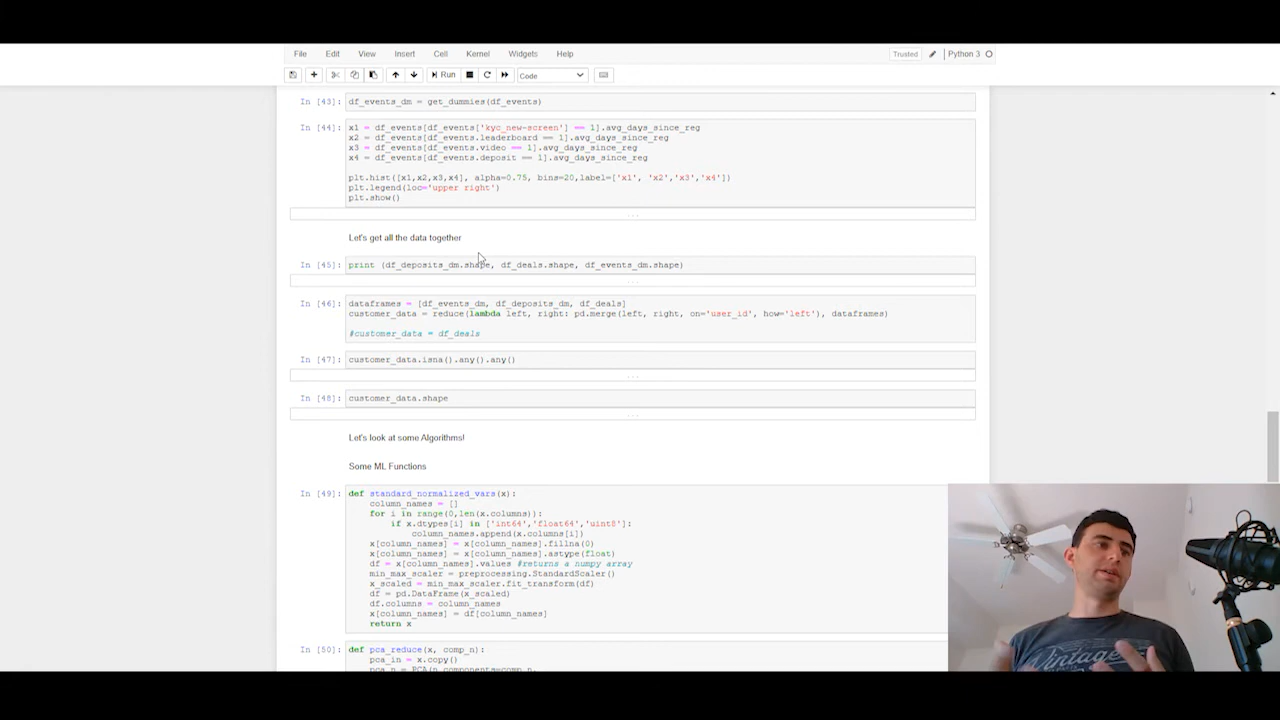 File Edit View Insert Cell Kernel Widgets Help Trusted Python 3
Run Code
In [43]: df_events_dm = get_dummies(df_events)
In [44]: x1 = df_events[df_events['kyc_new-screen'] == 1].avg_days_since_reg
x2 = df_events[df_events.leaderboard == 1].avg_days_since_reg
x3 = df_events[df_events.video == 1].avg_days_since_reg
x4 = df_events[df_events.deposit == 1].avg_days_since_reg
plt.hist([x1,x2,x3,x4], alpha=0.75, bins=20,label=['x1', 'x2','x3','x4'])
plt.legend(loc='upper right')
plt.show()
...
Let's get all the data together
In [45]: print (df_deposits_dm.shape, df_deals.shape, df_events_dm.shape)
...
In [46]: dataframes = [df_events_dm, df_deposits_dm, df_deals]
customer_data = reduce(lambda left, right: pd.merge(left, right, on='user_id', how='left'), dataframes)
#customer_data = df_deals
In [47]: customer_data.isna().any().any()
...
In [48]: customer_data.shape
...
Let's look at some Algorithms!
Some ML Functions
In [49]: def standard_normalized_vars(x):
column_names = []
for i in range(0,len(x.columns)):
if x.dtypes[i] in ['int64','float64','uint8']:
column_names.append(x.columns[i])
x[column_names] = x[column_names].fillna(0)
x[column_names] = x[column_names].astype(float)
df = x[column_names].values #returns a numpy array
min_max_scaler = preprocessing.StandardScaler()
x_scaled = min_max_scaler.fit_transform(df)
df = pd.DataFrame(x_scaled)
df.columns = column_names
x[column_names] = df[column_names]
return x
In [50]: def pca_reduce(x, comp_n):
pca_in = x.copy()
pca_n = PCA(n_components=comp_n,
Vintage